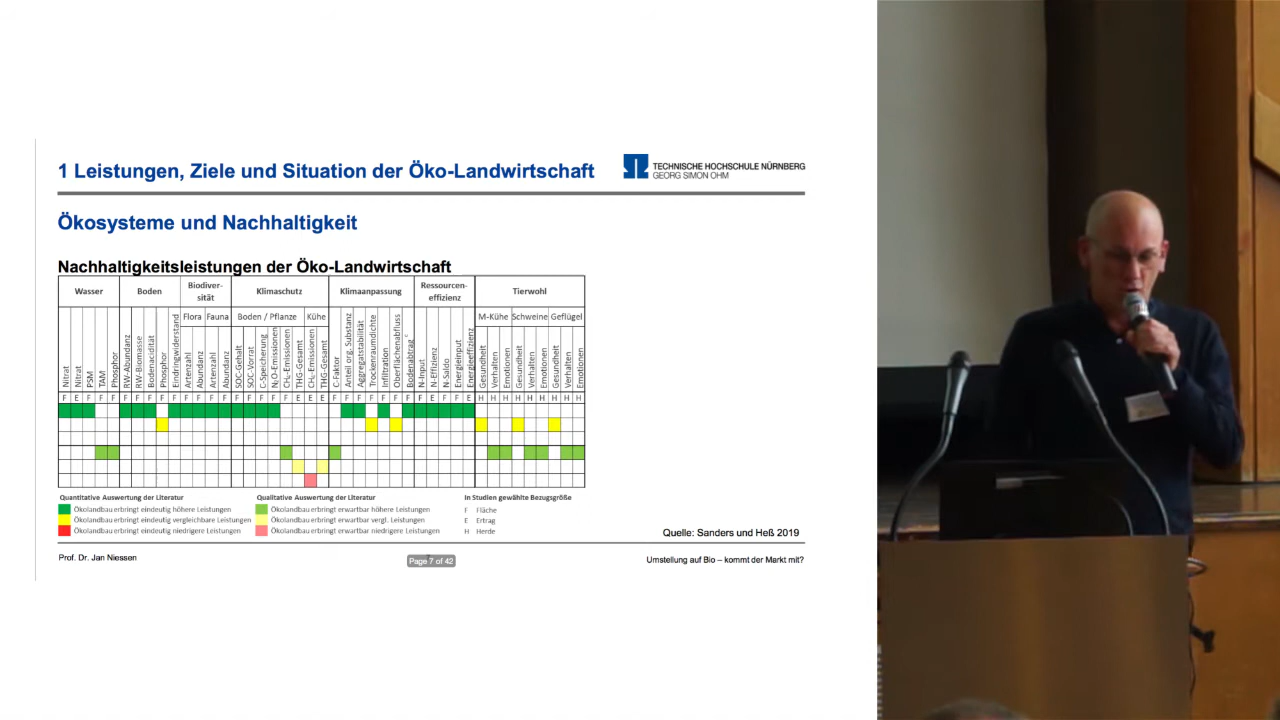 1 Leistungen, Ziele und Situation der Öko-Landwirtschaft
TECHNISCHE HOCHSCHULE NÜRNBERG
GEORG SIMON OHM
Ökosysteme und Nachhaltigkeit
Nachhaltigkeitsleistungen der Öko-Landwirtschaft
Wasser Boden Biodiver-sität Klimaschutz Klimaanpassung Ressourcen-effizienz Tierwohl
Flora Fauna Boden / Pflanze Kühe M-Kühe Schweine Geflügel
Nitrat Nitrat PSM TAM Phosphor RW-Abundanz RW-Biomasse Bodenacidität Phosphor Eindringwiderstand Artenzahl Abundanz Artenzahl Abundanz SOC-Gehalt SOC-Vorrat C-Speicherung N₂O-Emissionen CH₄-Emissionen THG-Gesamt CH₄-Emissionen THG-Gesamt C-Faktor Anteil org. Substanz Aggregatstabilität Trockenraumdichte Infiltration Oberflächenabfluss Bodenabtrag N-Input N-Effizienz N-Saldo Energieinput Energieeffizienz Gesundheit Verhalten Emotionen Gesundheit Verhalten Emotionen Gesundheit Verhalten Emotionen
F E F F F F F F F F F F F F F F F F F E E E F F F F F F F F E F F E H H H H H H H H H
Quantitative Auswertung der Literatur Qualitative Auswertung der Literatur In Studien gewählte Bezugsgröße
Ökolandbau erbringt eindeutig höhere Leistungen Ökolandbau erbringt erwartbar höhere Leistungen F Fläche
Ökolandbau erbringt eindeutig vergleichbare Leistungen Ökolandbau erbringt erwartbar vergl. Leistungen E Ertrag
Ökolandbau erbringt eindeutig niedrigere Leistungen Ökolandbau erbringt erwartbar niedrigere Leistungen H Herde
Quelle: Sanders und Heß 2019
Prof. Dr. Jan Niessen
Page 7 of 42
Umstellung auf Bio – kommt der Markt mit?